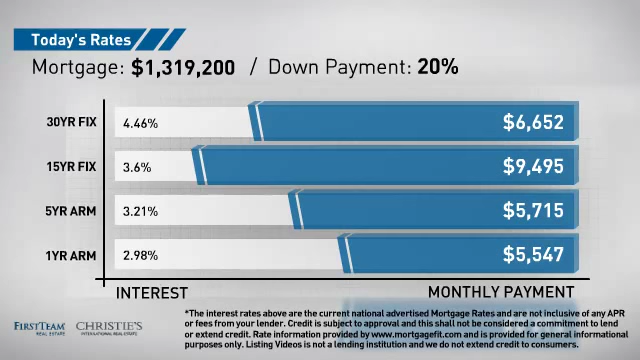 Today's Rates
Mortgage: $1,319,200 / Down Payment: 20%
30YR FIX 4.46% $6,652
15YR FIX 3.6% $9,495
5YR ARM 3.21% $5,715
1YR ARM 2.98% $5,547
INTEREST MONTHLY PAYMENT
*The interest rates above are the current national advertised Mortgage Rates and are not inclusive of any APR
or fees from your lender. Credit is subject to approval and this shall not be considered a commitment to lend
or extend credit. Rate information provided by www.mortgagefit.com and is provided for general informational
purposes only. Listing Videos is not a lending institution and we do not extend credit to consumers.
FIRSTTEAM CHRISTIE'S
REAL ESTATE INTERNATIONAL REAL ESTATE